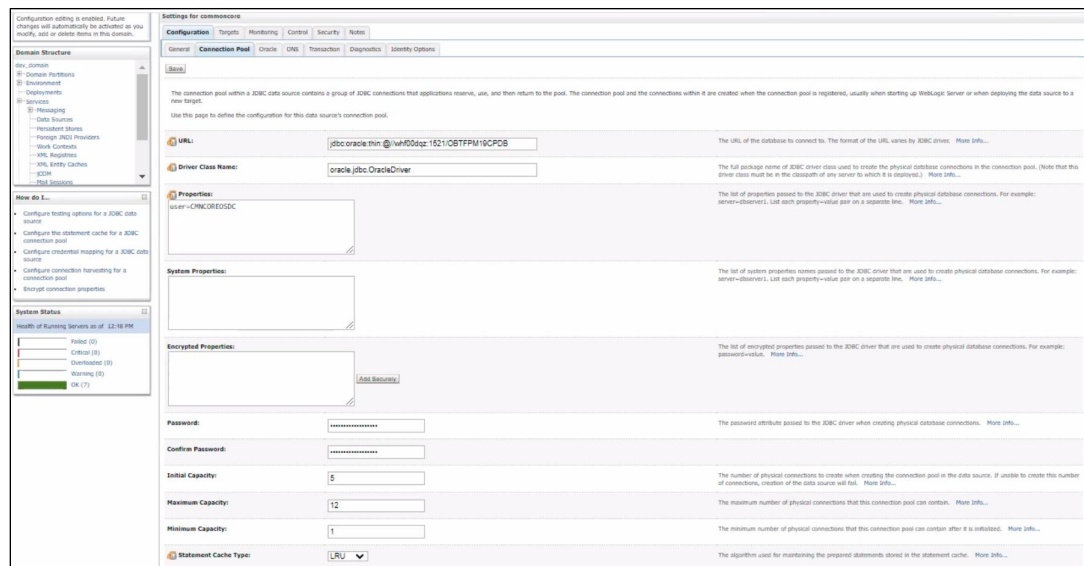 Configuration editing is enabled. Future
changes will automatically be activated as you
modify, add or delete items in this domain.
Domain Structure
dev_domain
Domain Partitions
Environment
Deployments
Services
Messaging
Data Sources
Persistent Stores
Foreign JNDI Providers
Work Contexts
XML Registries
XML Entity Caches
jCOM
Mail Sessions
How do I...
Configure testing options for a JDBC data
source
Configure the statement cache for a JDBC
connection pool
Configure credential mapping for a JDBC data
source
Configure connection harvesting for a
connection pool
Encrypt connection properties
System Status
Health of Running Servers as of 12:48 PM
Failed (0)
Critical (0)
Overloaded (0)
Warning (0)
OK (7)
Settings for commoncore
Configuration Targets Monitoring Control Security Notes
General Connection Pool Oracle ONS Transaction Diagnostics Identity Options
Save
The connection pool within a JDBC data source contains a group of JDBC connections that applications reserve, use, and then return to the pool. The connection pool and the connections within it are created when the connection pool is registered, usually when starting up WebLogic Server or when deploying the data source to a
new target.
Use this page to define the configuration for this data source's connection pool.
URL:
jdbc:oracle:thin:@//whf00dqz:1521/OBTFPM19CPDB
The URL of the database to connect to. The format of the URL varies by JDBC driver. More Info...
Driver Class Name:
oracle.jdbc.OracleDriver
The full package name of JDBC driver class used to create the physical database connections in the connection pool. (Note that this
driver class must be in the classpath of any server to which it is deployed.) More Info...
Properties:
user=CMNCOREOSDC
The list of properties passed to the JDBC driver that are used to create physical database connections. For example:
server=dbserver1. List each property=value pair on a separate line. More Info...
System Properties:
The list of system properties names passed to the JDBC driver that are used to create physical database connections. For example:
server=dbserver1. List each property=value pair on a separate line. More Info...
Encrypted Properties:
Add Securely
The list of encrypted properties passed to the JDBC driver that are used to create physical database connections. For example:
password=value. More Info...
Password:
The password attribute passed to the JDBC driver when creating physical database connections. More Info...
Confirm Password:
Initial Capacity:
5
The number of physical connections to create when creating the connection pool in the data source. If unable to create this number
of connections, creation of the data source will fail. More Info...
Maximum Capacity:
12
The maximum number of physical connections that this connection pool can contain. More Info...
Minimum Capacity:
1
The minimum number of physical connections that this connection pool can contain after it is initialized. More Info...
Statement Cache Type:
LRU
The algorithm used for maintaining the prepared statements stored in the statement cache. More Info...